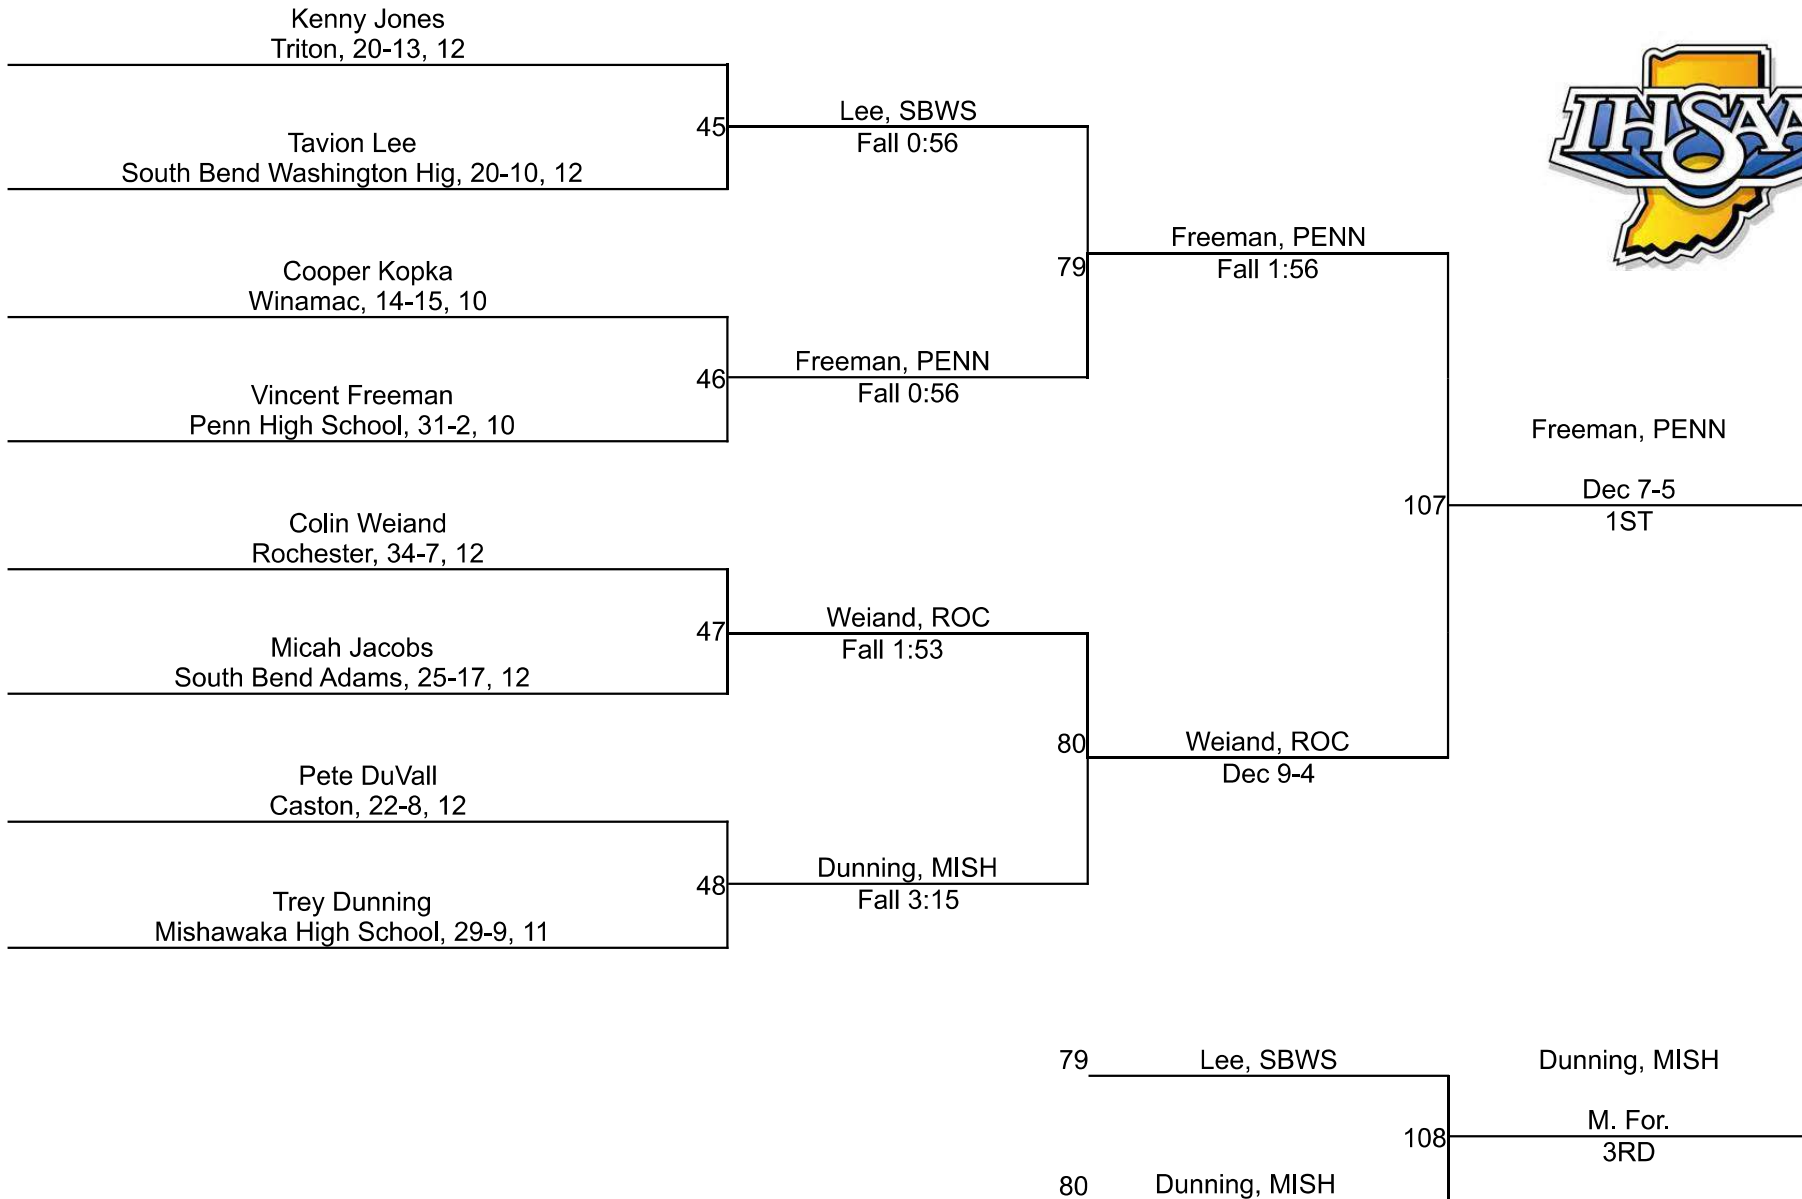 Kenny Jones
Triton, 20-13, 12
Tavion Lee
South Bend Washington Hig, 20-10, 12
45
Lee, SBWS
Fall 0:56
Cooper Kopka
Winamac, 14-15, 10
Vincent Freeman
Penn High School, 31-2, 10
46
Freeman, PENN
Fall 0:56
79
Freeman, PENN
Fall 1:56
Colin Weiand
Rochester, 34-7, 12
Micah Jacobs
South Bend Adams, 25-17, 12
47
Weiand, ROC
Fall 1:53
Pete DuVall
Caston, 22-8, 12
Trey Dunning
Mishawaka High School, 29-9, 11
48
Dunning, MISH
Fall 3:15
80
Weiand, ROC
Dec 9-4
107
Freeman, PENN
Dec 7-5
1ST
IHSAA
79
Lee, SBWS
80
Dunning, MISH
108
Dunning, MISH
M. For.
3RD